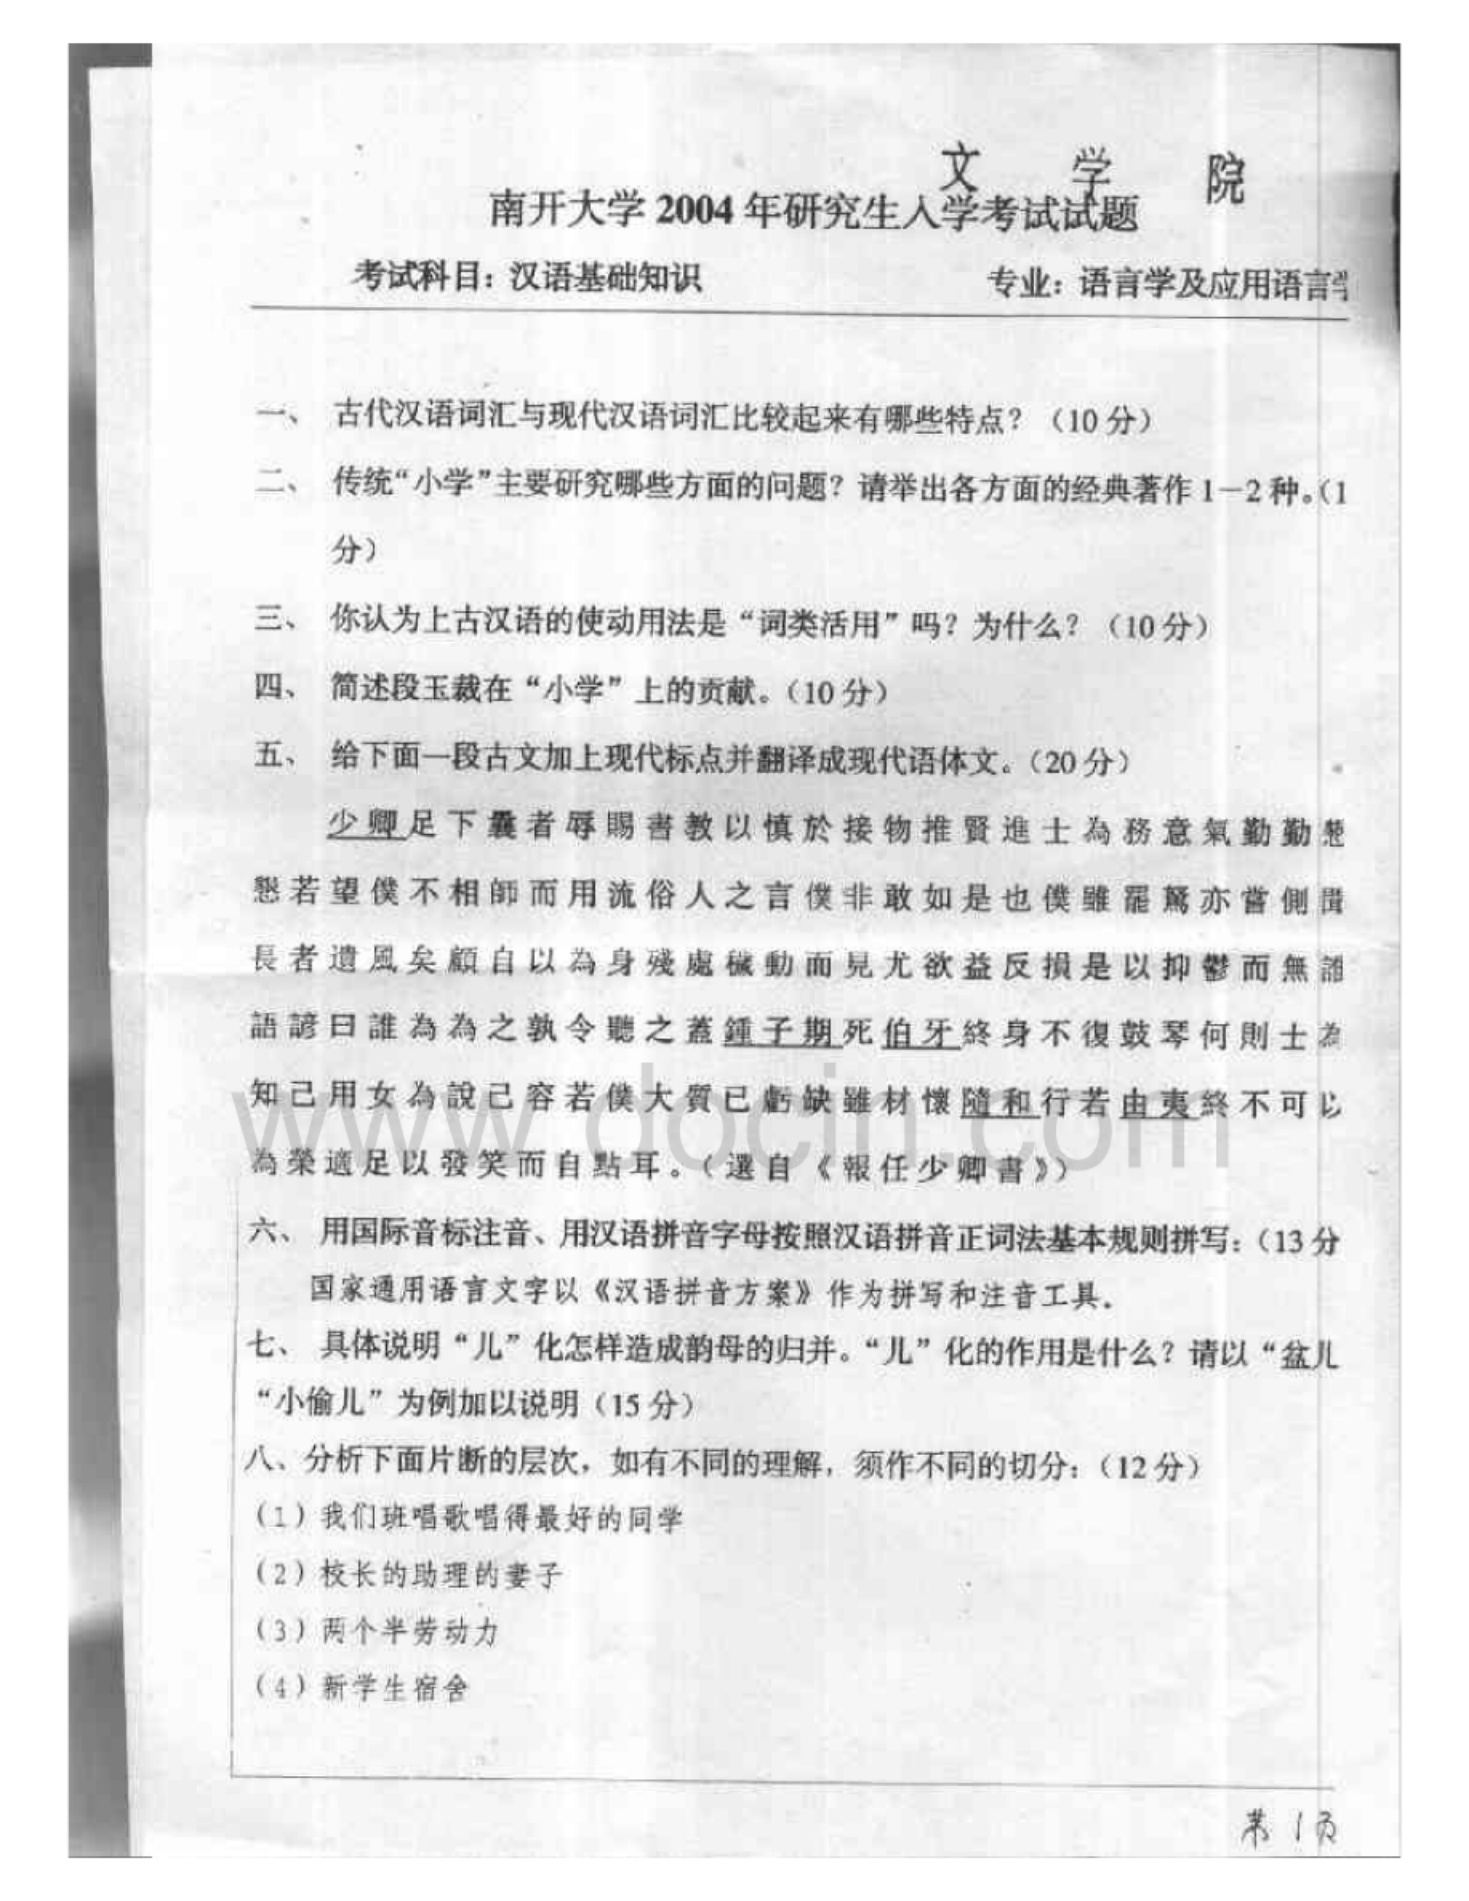 文 学 院
南开大学 2004 年研究生入学考试试题
考试科目：汉语基础知识 专业：语言学及应用语言学
一、 古代汉语词汇与现代汉语词汇比较起来有哪些特点？（10 分）
二、 传统“小学”主要研究哪些方面的问题？请举出各方面的经典著作 1－2 种。（1
分）
三、 你认为上古汉语的使动用法是“词类活用”吗？为什么？（10 分）
四、 简述段玉裁在“小学”上的贡献。（10 分）
五、 给下面一段古文加上现代标点并翻译成现代语体文。（20 分）
少卿足下曩者辱賜書教以慎於接物推賢進士為務意氣勤勤懇
懇若望僕不相師而用流俗人之言僕非敢如是也僕雖罷駑亦嘗側聞
長者遺風矣顧自以為身殘處穢動而見尤欲益反損是以抑鬱而無誰
語諺曰誰為為之孰令聽之蓋鍾子期死伯牙終身不復鼓琴何則士為
知己用女為說己容若僕大質已虧缺雖材懷隨和行若由夷終不可以
為榮適足以發笑而自點耳。（選自《報任少卿書》）
www.docin.com
六、 用国际音标注音、用汉语拼音字母按照汉语拼音正词法基本规则拼写：（13 分
国家通用语言文字以《汉语拼音方案》作为拼写和注音工具．
七、 具体说明“儿”化怎样造成韵母的归并。“儿”化的作用是什么？请以“盆儿
“小偷儿”为例加以说明（15 分）
八、分析下面片断的层次，如有不同的理解，须作不同的切分：（12 分）
（1）我们班唱歌唱得最好的同学
（2）校长的助理的妻子
（3）两个半劳动力
（4）新学生宿舍
第 1 页